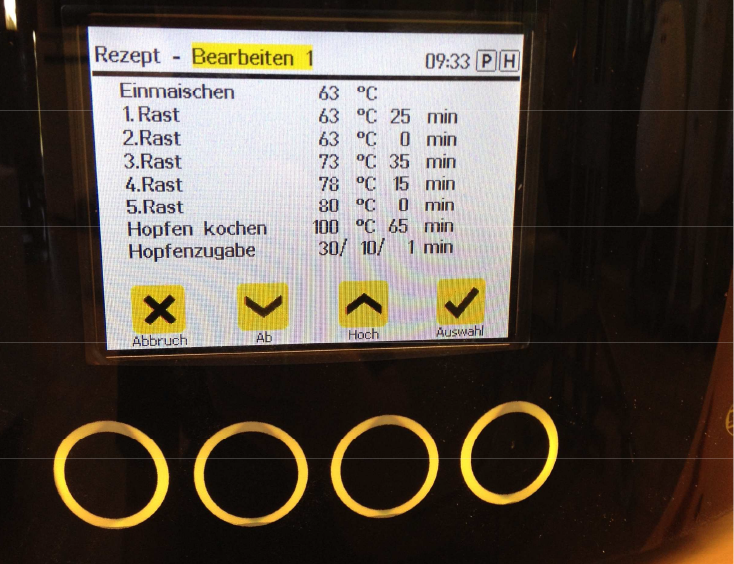 Rezept - Bearbeiten 1 09:33 P H
Einmaischen 63 °C
1.Rast 63 °C 25 min
2.Rast 63 °C 0 min
3.Rast 73 °C 35 min
4.Rast 78 °C 15 min
5.Rast 80 °C 0 min
Hopfen kochen 100 °C 65 min
Hopfenzugabe 30/ 10/ 1 min
Abbruch Ab Hoch Auswahl